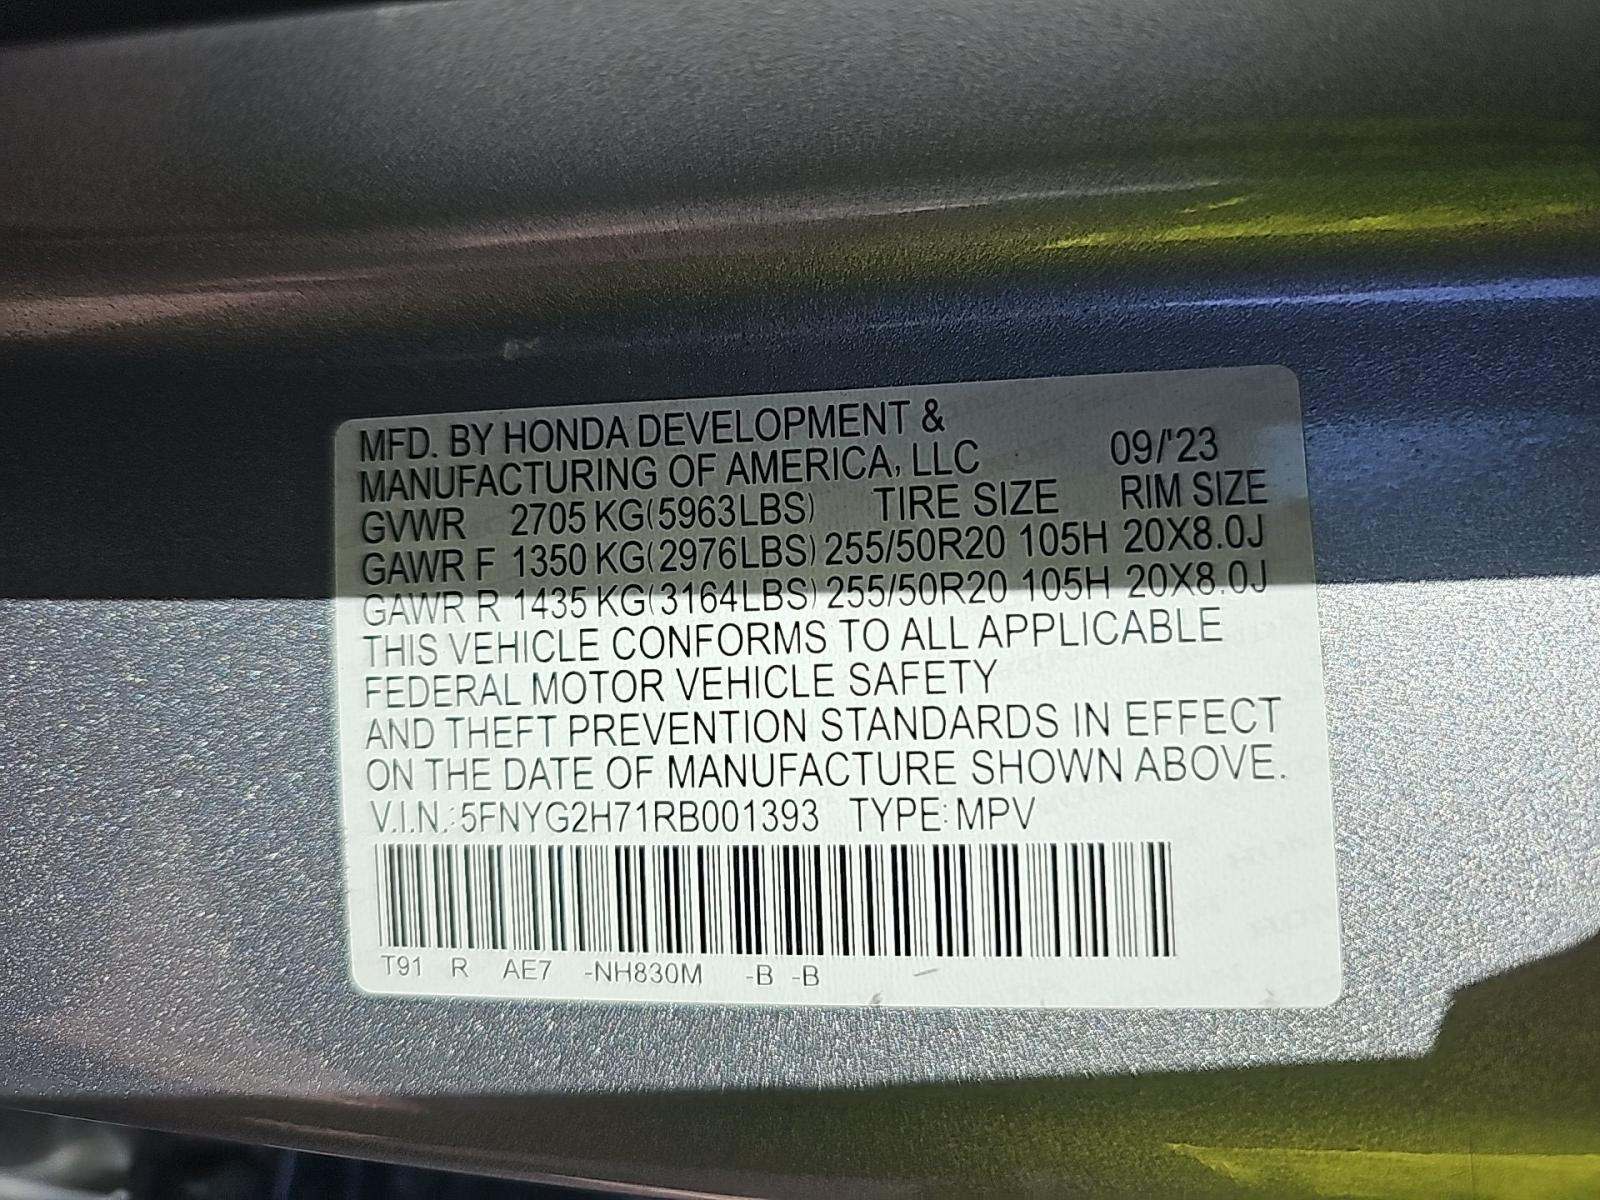 MFD. BY HONDA DEVELOPMENT &
MANUFACTURING OF AMERICA, LLC 09/'23
GVWR 2705 KG(5963LBS) TIRE SIZE RIM SIZE
GAWR F 1350 KG(2976LBS) 255/50R20 105H 20X8.0J
GAWR R 1435 KG(3164LBS) 255/50R20 105H 20X8.0J
THIS VEHICLE CONFORMS TO ALL APPLICABLE
FEDERAL MOTOR VEHICLE SAFETY
AND THEFT PREVENTION STANDARDS IN EFFECT
ON THE DATE OF MANUFACTURE SHOWN ABOVE.
V.I.N.:5FNYG2H71RB001393 TYPE:MPV
T91 R AE7 -NH830M -B -B —